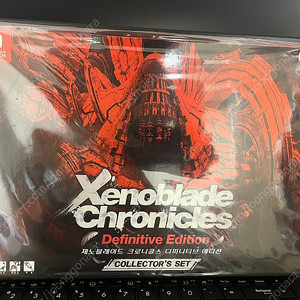 Xenoblade
Chronicles
Definitive Edition
제노블레이드 크로니클스 디피니티브 에디션
COLLECTOR'S SET